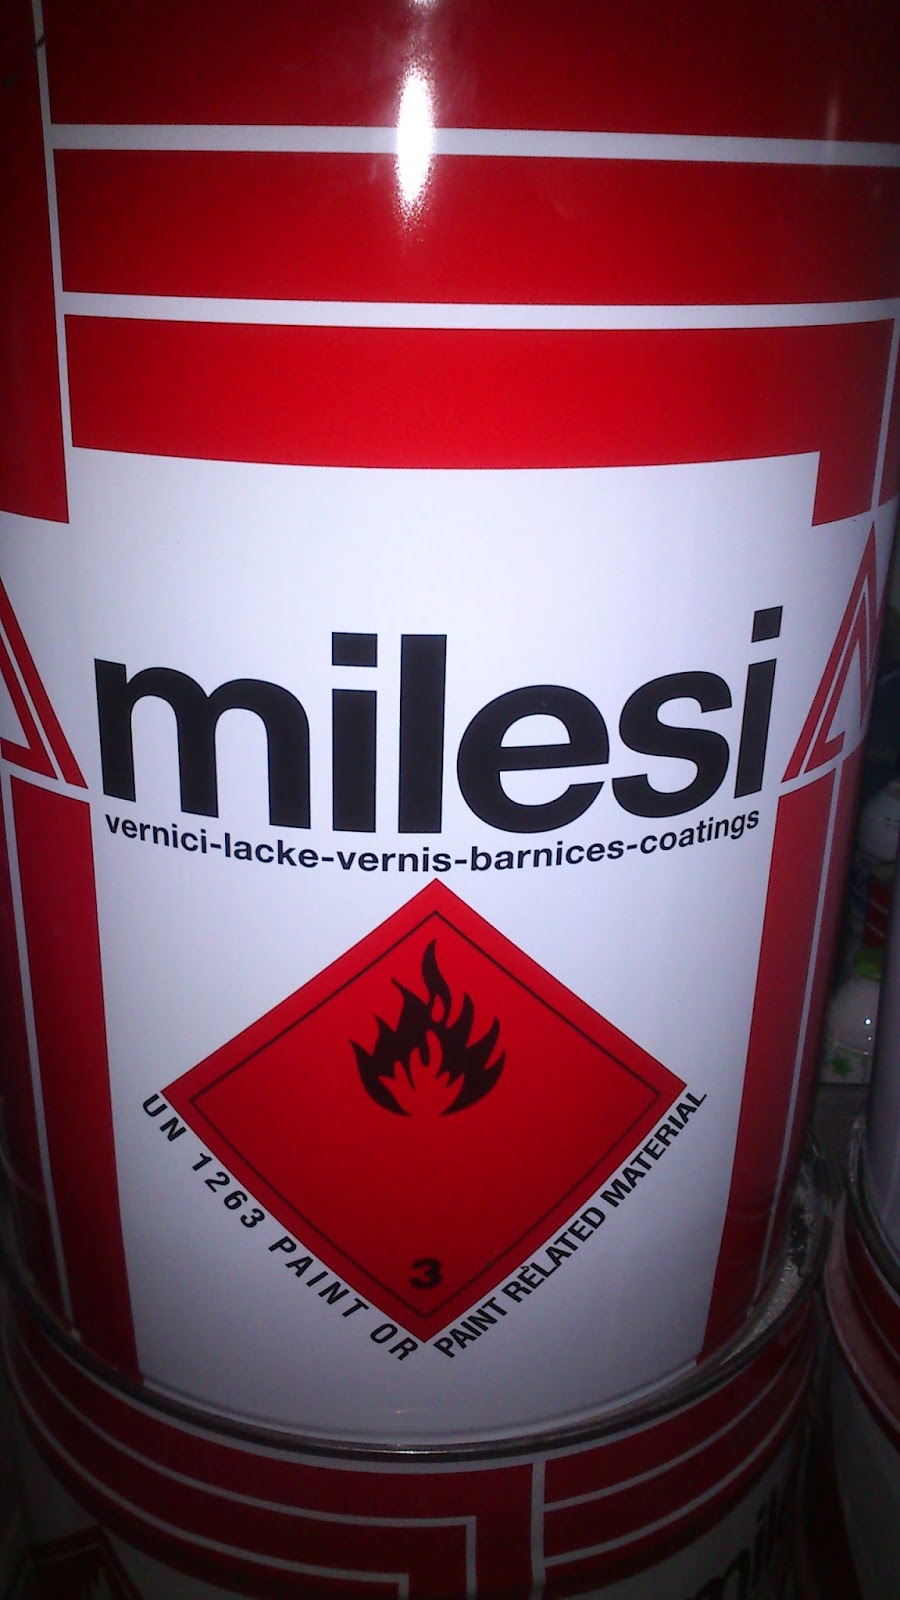 milesi
vernici-lacke-vernis-barnices-coatings
3
UN 1263 PAINT OR
PAINT RELATED MATERIAL